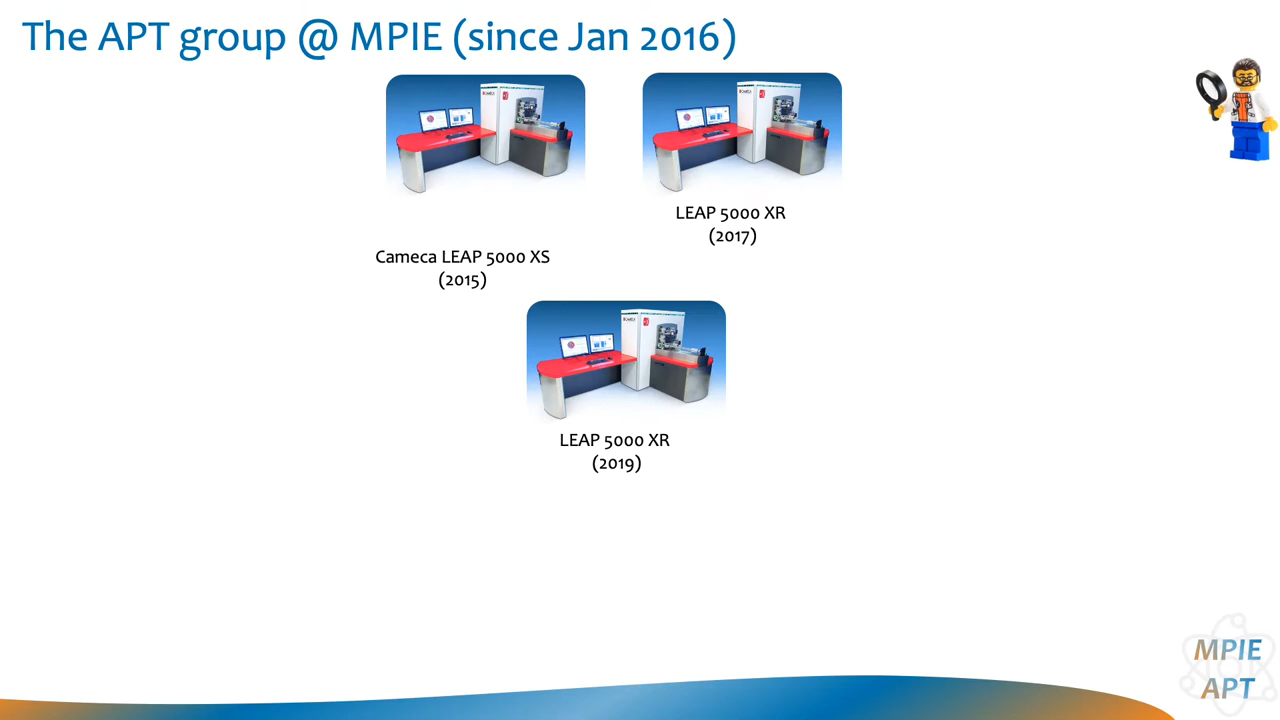 The APT group @ MPIE (since Jan 2016)
LEAP 5000 XR
(2017)
Cameca LEAP 5000 XS
(2015)
LEAP 5000 XR
(2019)
MPIE
APT